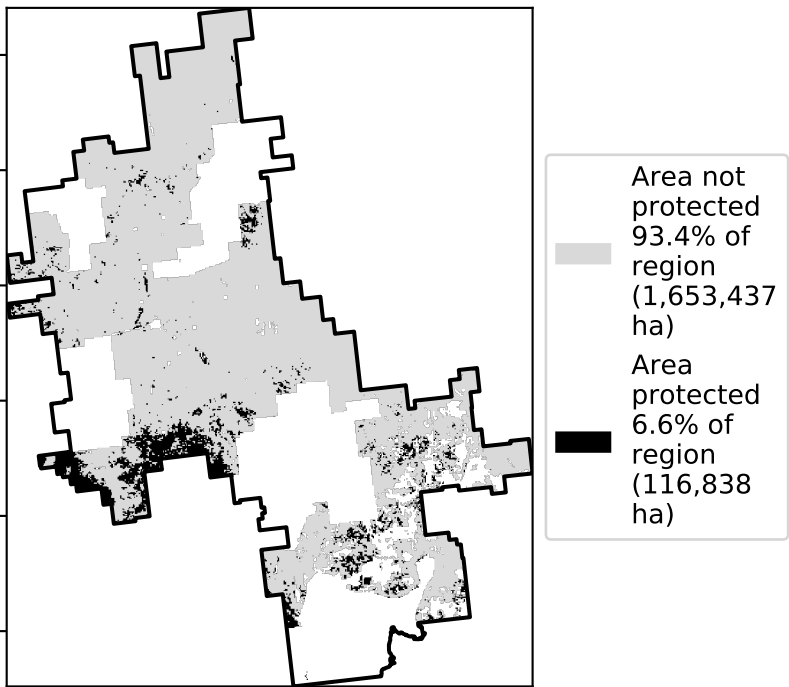 Area not
protected
93.4% of
region
(1,653,437
ha)
Area
protected
6.6% of
region
(116,838
ha)